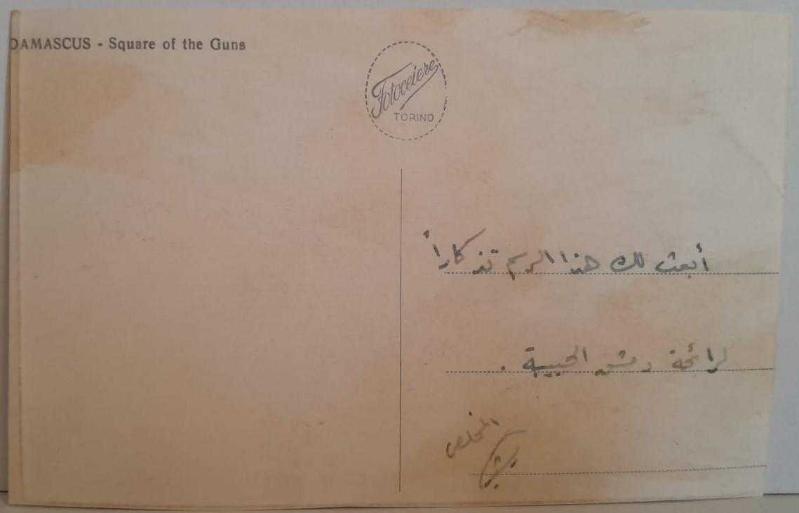 DAMASCUS - Square of the Guns
Fotocelere
TORINO
أبعث لك هذا الرسم تذكاراً
لرائحة دمشق الحبيبة .
المخلص